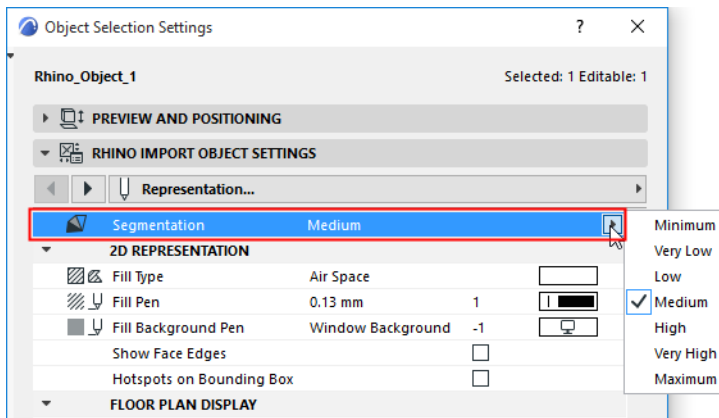 Object Selection Settings ?
Rhino_Object_1 Selected: 1 Editable: 1
PREVIEW AND POSITIONING
RHINO IMPORT OBJECT SETTINGS
Representation...
Segmentation Medium
2D REPRESENTATION
Fill Type Air Space
Fill Pen 0.13 mm 1
Fill Background Pen Window Background -1
Show Face Edges
Hotspots on Bounding Box
FLOOR PLAN DISPLAY
Minimum
Very Low
Low
Medium
High
Very High
Maximum